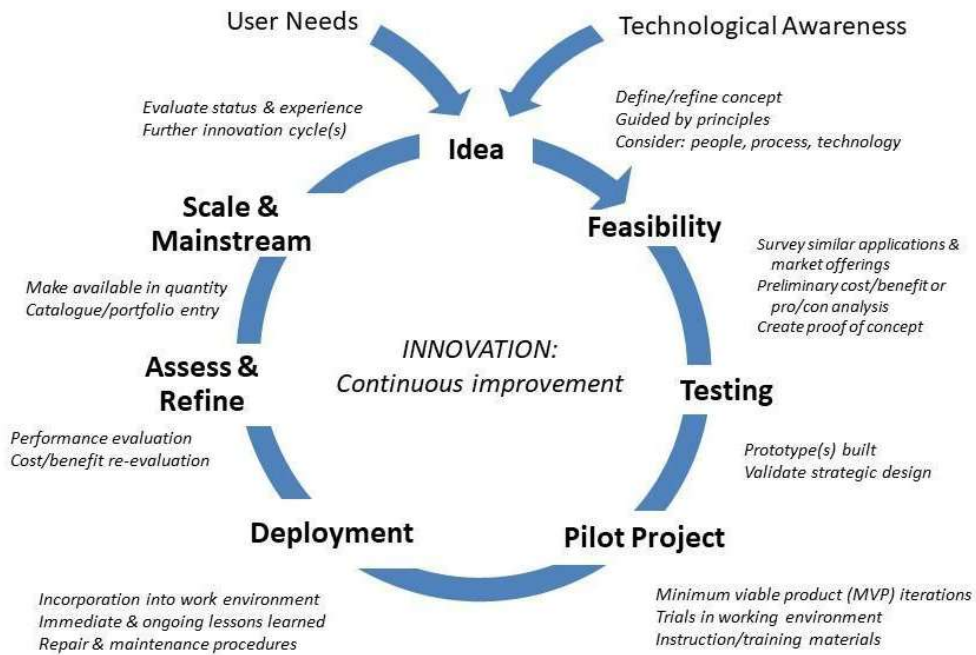 User Needs
Technological Awareness
Evaluate status & experience
Further innovation cycle(s)
Define/refine concept
Guided by principles
Consider: people, process, technology
Idea
Scale &
Mainstream
Feasibility
Survey similar applications &
market offerings
Preliminary cost/benefit or
pro/con analysis
Create proof of concept
Make available in quantity
Catalogue/portfolio entry
INNOVATION:
Continuous improvement
Assess &
Refine
Testing
Performance evaluation
Cost/benefit re-evaluation
Prototype(s) built
Validate strategic design
Deployment
Pilot Project
Incorporation into work environment
Immediate & ongoing lessons learned
Repair & maintenance procedures
Minimum viable product (MVP) iterations
Trials in working environment
Instruction/training materials